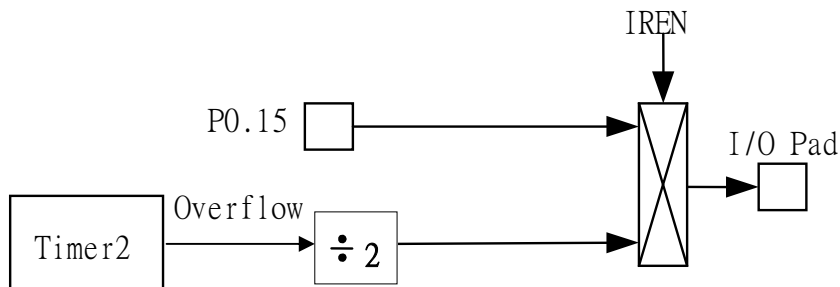 IREN
P0.15
I/O Pad
Overflow
Timer2
÷2